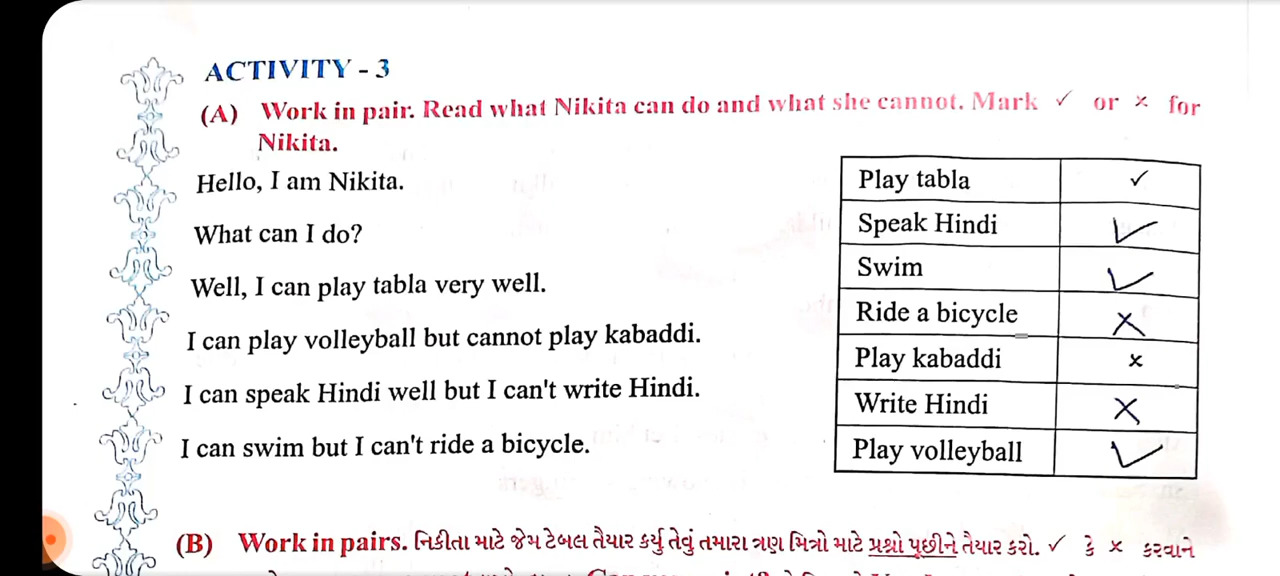 ACTIVITY - 3
(A) Work in pair. Read what Nikita can do and what she cannot. Mark ✓ or × for
Nikita.
Hello, I am Nikita.
What can I do?
Well, I can play tabla very well.
I can play volleyball but cannot play kabaddi.
I can speak Hindi well but I can't write Hindi.
I can swim but I can't ride a bicycle.
Play tabla ✓
Speak Hindi ✓
Swim ✓
Ride a bicycle ×
Play kabaddi ×
Write Hindi ×
Play volleyball ✓
(B) Work in pairs. નિકીતા માટે જેમ ટેબલ તૈયાર કર્યુ તેવું તમારા ત્રણ મિત્રો માટે પ્રશ્નો પૂછીને તૈયાર કરો. ✓ કે × કરવાને